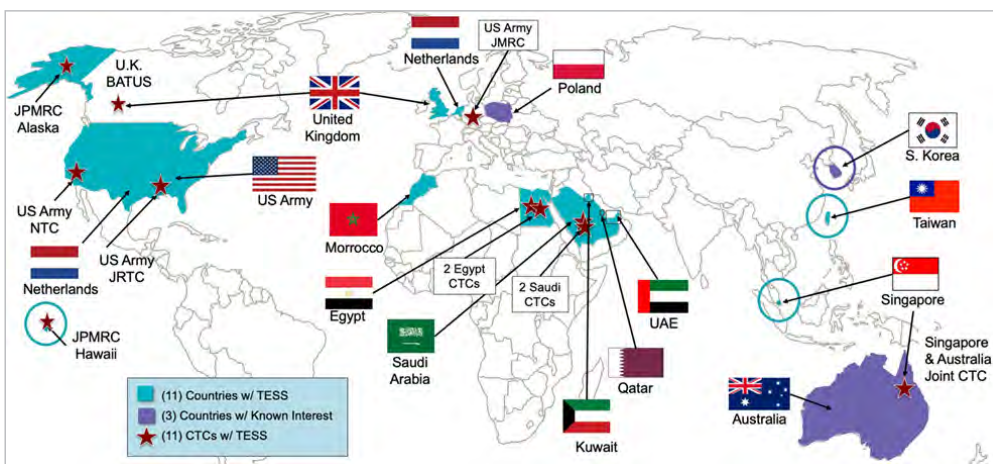 U.K.
BATUS
JPMRC
Alaska
United
Kingdom
Netherlands
US Army
JMRC
Poland
S. Korea
US Army
NTC
US Army
JRTC
US Army
Netherlands
JPMRC
Hawaii
Morrocco
Egypt
2 Egypt
CTCs
Saudi
Arabia
2 Saudi
CTCs
Kuwait
Qatar
UAE
Taiwan
Singapore
Singapore
& Australia
Joint CTC
Australia
(11) Countries w/ TESS
(3) Countries w/ Known Interest
(11) CTCs w/ TESS